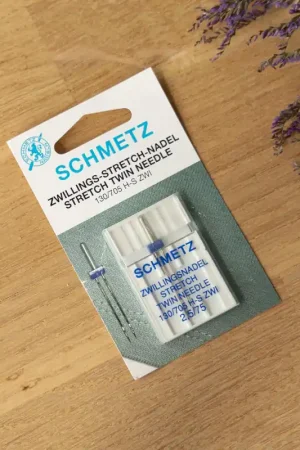 SCHMETZ
ZWILLINGS-STRETCH-NADEL
STRETCH TWIN NEEDLE
130/705 H-S ZWI
SCHMETZ
ZWILLINGSNADEL
STRETCH
TWIN NEEDLE
130/705 H-S ZWI
2,5/75